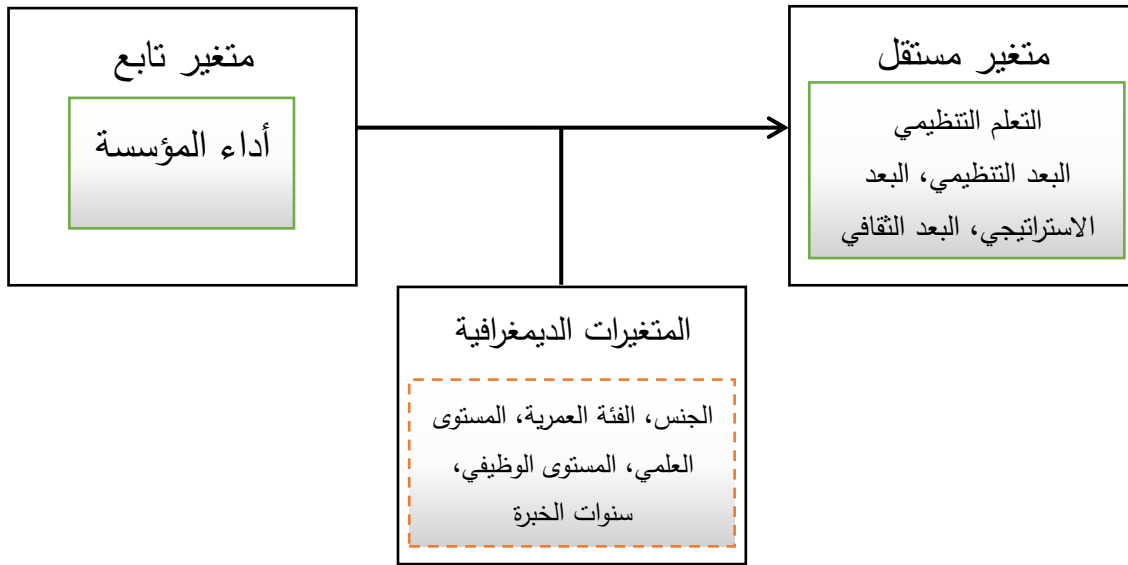 متغير مستقل
التعلم التنظيمي
البعد التنظيمي، البعد
الاستراتيجي، البعد الثقافي
متغير تابع
أداء المؤسسة
المتغيرات الديمغرافية
الجنس، الفئة العمرية، المستوى
العلمي، المستوى الوظيفي،
سنوات الخبرة